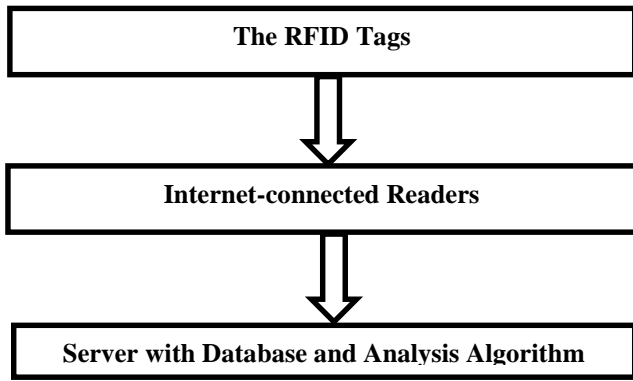 The RFID Tags
Internet-connected Readers
Server with Database and Analysis Algorithm